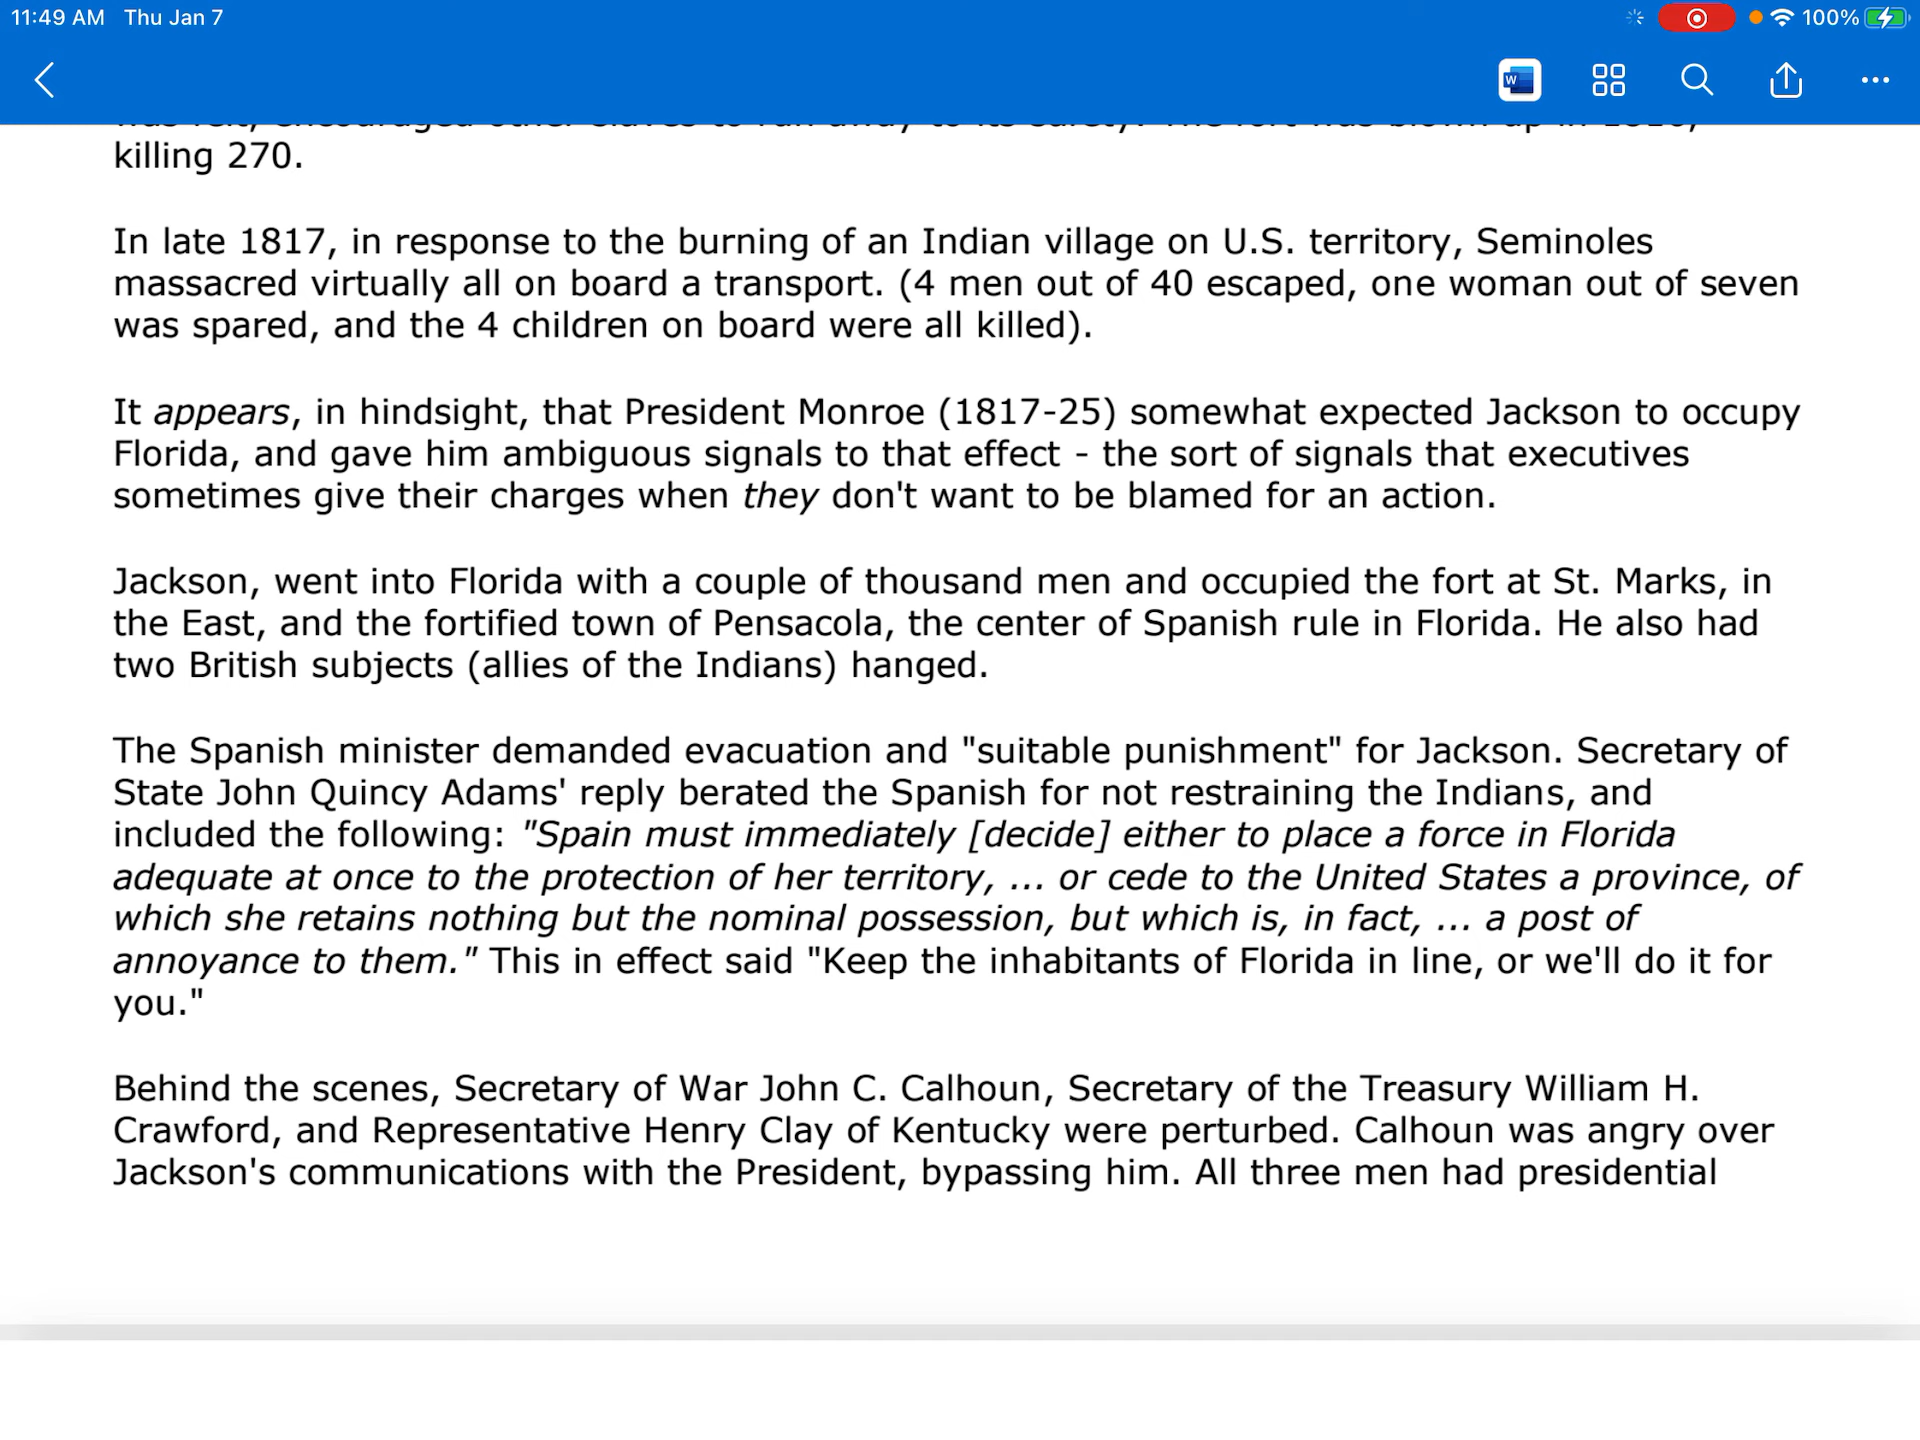 11:49 AM Thu Jan 7 100%
W
killing 270.
In late 1817, in response to the burning of an Indian village on U.S. territory, Seminoles
massacred virtually all on board a transport. (4 men out of 40 escaped, one woman out of seven
was spared, and the 4 children on board were all killed).
It appears, in hindsight, that President Monroe (1817-25) somewhat expected Jackson to occupy
Florida, and gave him ambiguous signals to that effect - the sort of signals that executives
sometimes give their charges when they don't want to be blamed for an action.
Jackson, went into Florida with a couple of thousand men and occupied the fort at St. Marks, in
the East, and the fortified town of Pensacola, the center of Spanish rule in Florida. He also had
two British subjects (allies of the Indians) hanged.
The Spanish minister demanded evacuation and "suitable punishment" for Jackson. Secretary of
State John Quincy Adams' reply berated the Spanish for not restraining the Indians, and
included the following: "Spain must immediately [decide] either to place a force in Florida
adequate at once to the protection of her territory, ... or cede to the United States a province, of
which she retains nothing but the nominal possession, but which is, in fact, ... a post of
annoyance to them." This in effect said "Keep the inhabitants of Florida in line, or we'll do it for
you."
Behind the scenes, Secretary of War John C. Calhoun, Secretary of the Treasury William H.
Crawford, and Representative Henry Clay of Kentucky were perturbed. Calhoun was angry over
Jackson's communications with the President, bypassing him. All three men had presidential